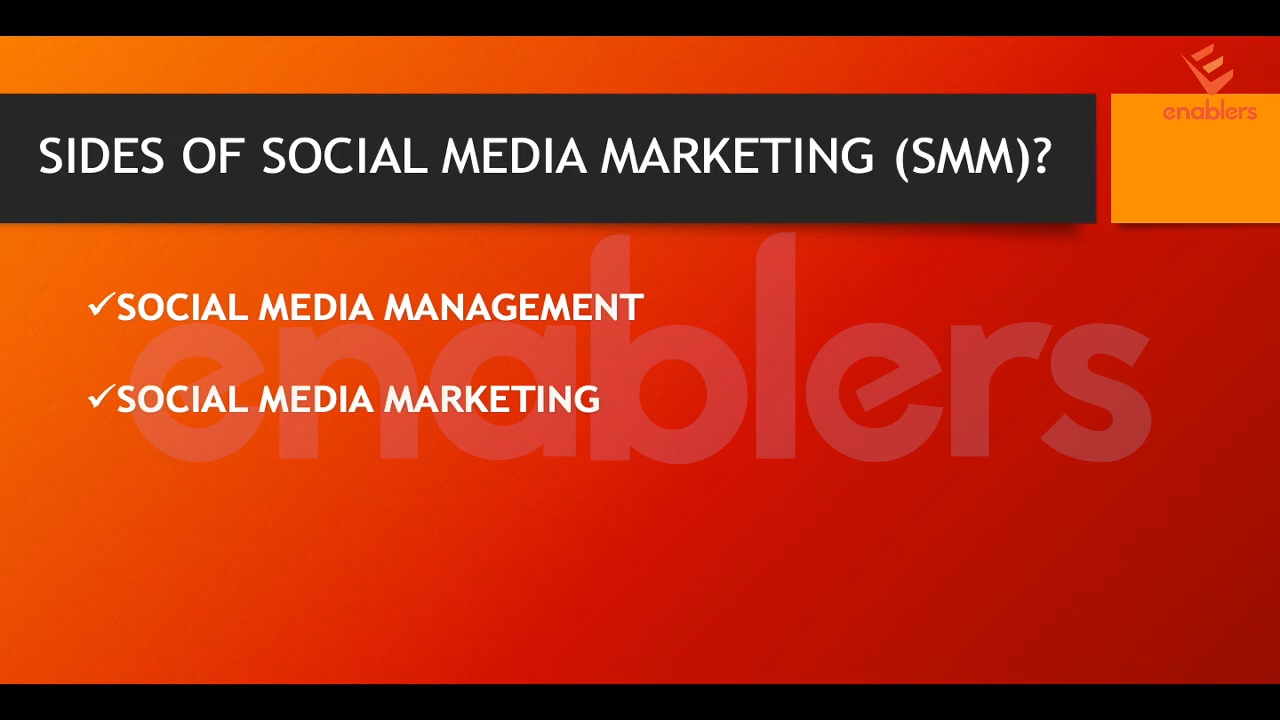 enablers
SIDES OF SOCIAL MEDIA MARKETING (SMM)?
✓SOCIAL MEDIA MANAGEMENT
✓SOCIAL MEDIA MARKETING
enablers